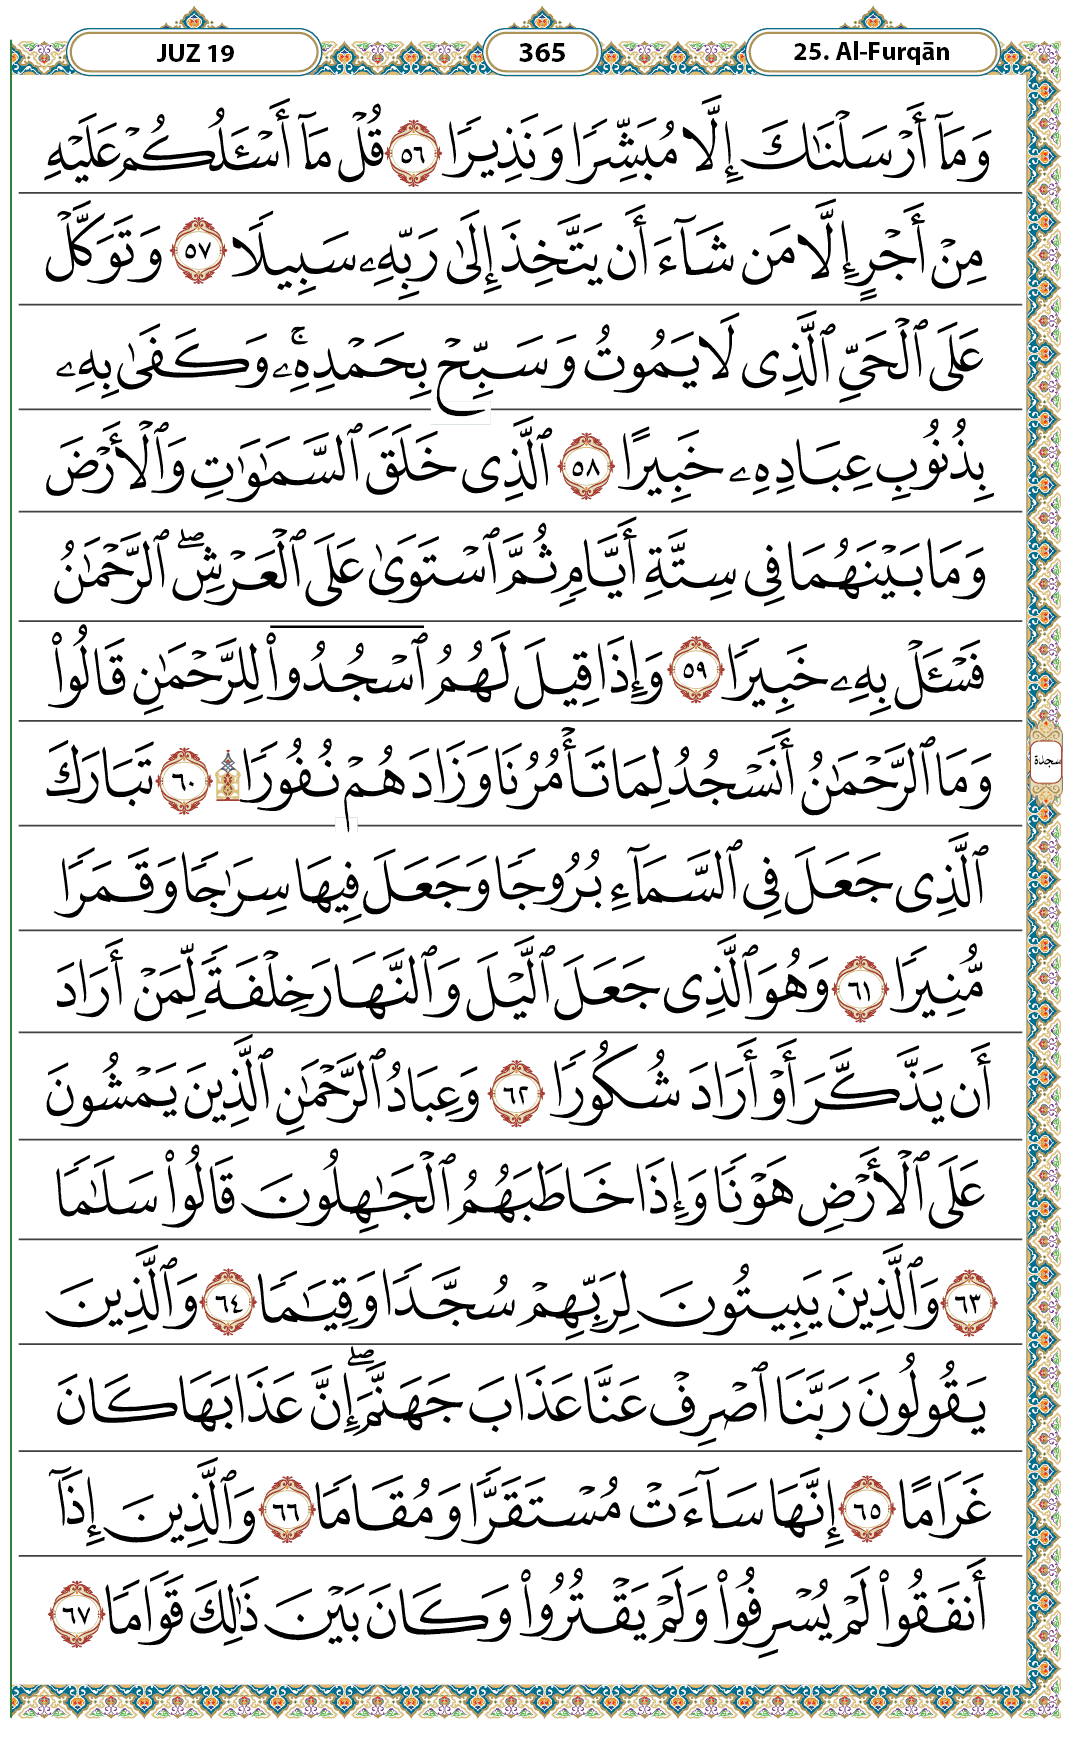 JUZ 19 365 25. Al-Furqān
وَمَآ أَرْسَلْنَٰكَ إِلَّا مُبَشِّرًا وَنَذِيرًا ٥٦ قُلْ مَآ أَسْـَٔلُكُمْ عَلَيْهِ
مِنْ أَجْرٍ إِلَّا مَن شَآءَ أَن يَتَّخِذَ إِلَىٰ رَبِّهِۦ سَبِيلًا ٥٧ وَتَوَكَّلْ
عَلَى ٱلْحَىِّ ٱلَّذِى لَا يَمُوتُ وَسَبِّحْ بِحَمْدِهِۦۚ وَكَفَىٰ بِهِۦ
بِذُنُوبِ عِبَادِهِۦ خَبِيرًا ٥٨ ٱلَّذِى خَلَقَ ٱلسَّمَٰوَٰتِ وَٱلْأَرْضَ
وَمَا بَيْنَهُمَا فِى سِتَّةِ أَيَّامٍ ثُمَّ ٱسْتَوَىٰ عَلَى ٱلْعَرْشِۖ ٱلرَّحْمَٰنُ
فَسْـَٔلْ بِهِۦ خَبِيرًا ٥٩ وَإِذَا قِيلَ لَهُمُ ٱسْجُدُوا۟ لِلرَّحْمَٰنِ قَالُوا۟
وَمَا ٱلرَّحْمَٰنُ أَنَسْجُدُ لِمَا تَأْمُرُنَا وَزَادَهُمْ نُفُورًا ۩ ٦٠ تَبَارَكَ
سجدة
ٱلَّذِى جَعَلَ فِى ٱلسَّمَآءِ بُرُوجًا وَجَعَلَ فِيهَا سِرَٰجًا وَقَمَرًا
مُّنِيرًا ٦١ وَهُوَ ٱلَّذِى جَعَلَ ٱلَّيْلَ وَٱلنَّهَارَ خِلْفَةً لِّمَنْ أَرَادَ
أَن يَذَّكَّرَ أَوْ أَرَادَ شُكُورًا ٦٢ وَعِبَادُ ٱلرَّحْمَٰنِ ٱلَّذِينَ يَمْشُونَ
عَلَى ٱلْأَرْضِ هَوْنًا وَإِذَا خَاطَبَهُمُ ٱلْجَٰهِلُونَ قَالُوا۟ سَلَٰمًا
٦٣ وَٱلَّذِينَ يَبِيتُونَ لِرَبِّهِمْ سُجَّدًا وَقِيَٰمًا ٦٤ وَٱلَّذِينَ
يَقُولُونَ رَبَّنَا ٱصْرِفْ عَنَّا عَذَابَ جَهَنَّمَۖ إِنَّ عَذَابَهَا كَانَ
غَرَامًا ٦٥ إِنَّهَا سَآءَتْ مُسْتَقَرًّا وَمُقَامًا ٦٦ وَٱلَّذِينَ إِذَآ
أَنفَقُوا۟ لَمْ يُسْرِفُوا۟ وَلَمْ يَقْتُرُوا۟ وَكَانَ بَيْنَ ذَٰلِكَ قَوَامًا ٦٧